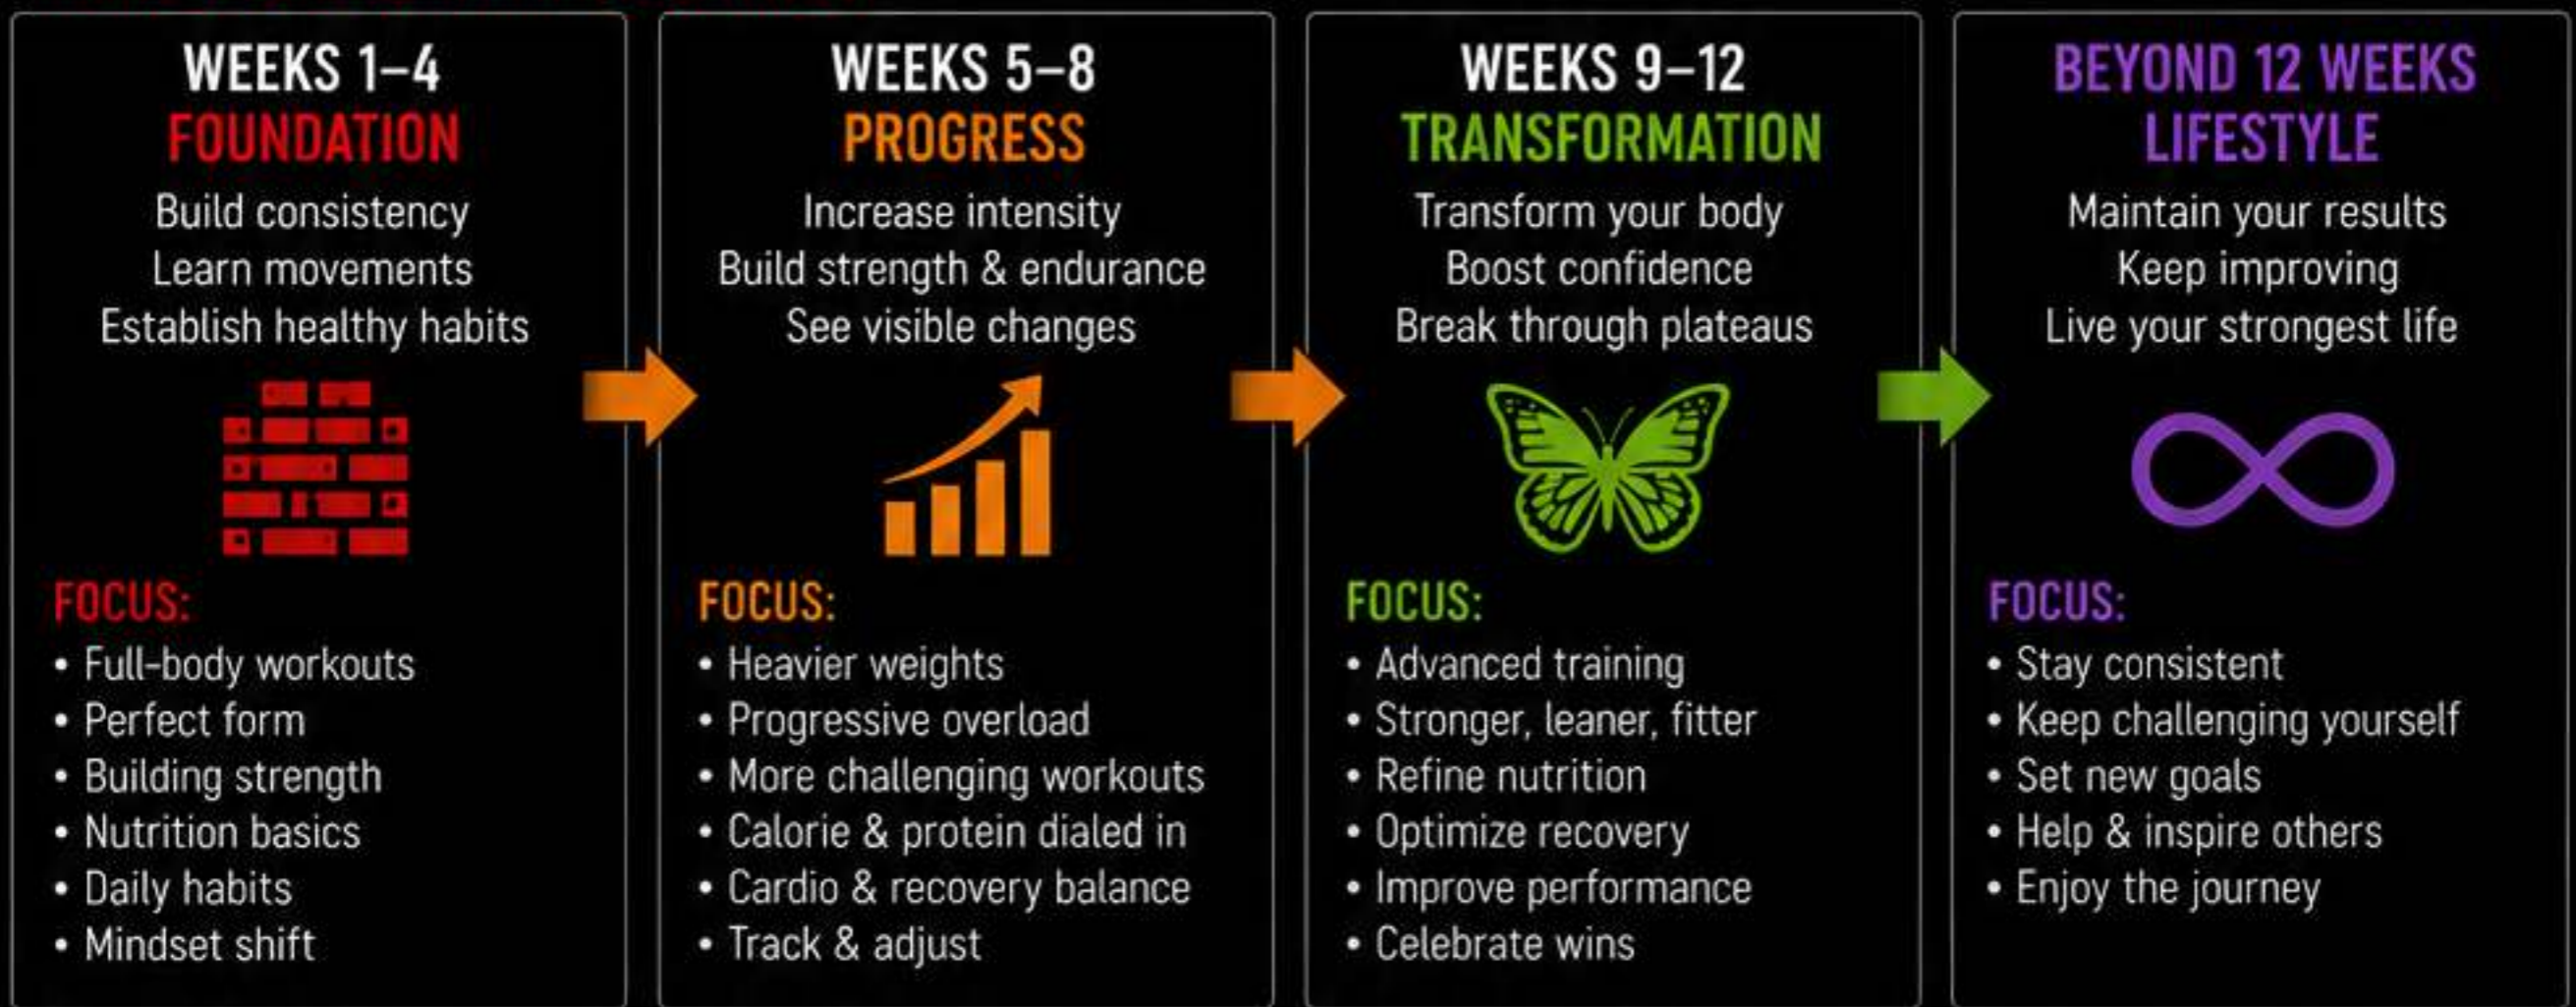 WEEKS 1–4
FOUNDATION
Build consistency
Learn movements
Establish healthy habits
FOCUS:
• Full-body workouts
• Perfect form
• Building strength
• Nutrition basics
• Daily habits
• Mindset shift
WEEKS 5–8
PROGRESS
Increase intensity
Build strength & endurance
See visible changes
FOCUS:
• Heavier weights
• Progressive overload
• More challenging workouts
• Calorie & protein dialed in
• Cardio & recovery balance
• Track & adjust
WEEKS 9–12
TRANSFORMATION
Transform your body
Boost confidence
Break through plateaus
FOCUS:
• Advanced training
• Stronger, leaner, fitter
• Refine nutrition
• Optimize recovery
• Improve performance
• Celebrate wins
BEYOND 12 WEEKS
LIFESTYLE
Maintain your results
Keep improving
Live your strongest life
FOCUS:
• Stay consistent
• Keep challenging yourself
• Set new goals
• Help & inspire others
• Enjoy the journey